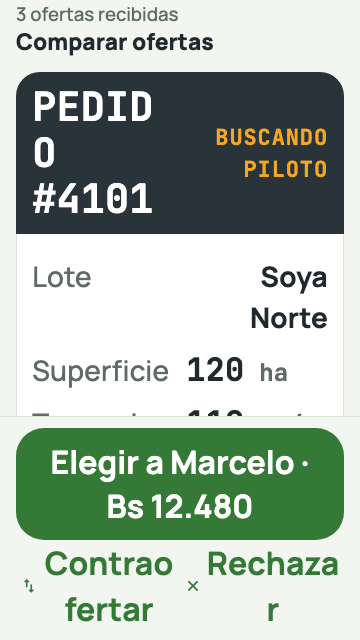 3 ofertas recibidas
Comparar ofertas
PEDID
O
#4101
BUSCANDO
PILOTO
Lote Soya
Norte
Superficie 120 ha
Elegir a Marcelo ·
Bs 12.480
Contrao
fertar
Rechaza
r